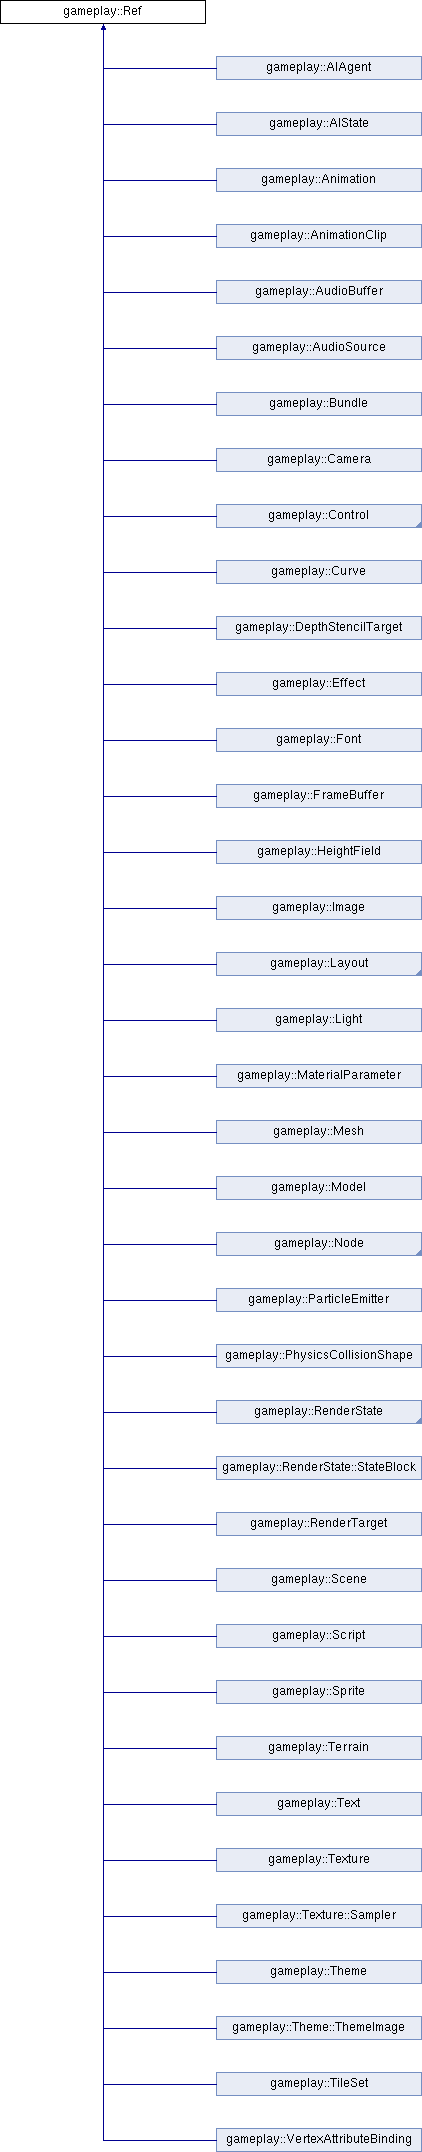 gameplay::Ref
gameplay::AIAgent
gameplay::AIState
gameplay::Animation
gameplay::AnimationClip
gameplay::AudioBuffer
gameplay::AudioSource
gameplay::Bundle
gameplay::Camera
gameplay::Control
gameplay::Curve
gameplay::DepthStencilTarget
gameplay::Effect
gameplay::Font
gameplay::FrameBuffer
gameplay::HeightField
gameplay::Image
gameplay::Layout
gameplay::Light
gameplay::MaterialParameter
gameplay::Mesh
gameplay::Model
gameplay::Node
gameplay::ParticleEmitter
gameplay::PhysicsCollisionShape
gameplay::RenderState
gameplay::RenderState::StateBlock
gameplay::RenderTarget
gameplay::Scene
gameplay::Script
gameplay::Sprite
gameplay::Terrain
gameplay::Text
gameplay::Texture
gameplay::Texture::Sampler
gameplay::Theme
gameplay::Theme::ThemeImage
gameplay::TileSet
gameplay::VertexAttributeBinding